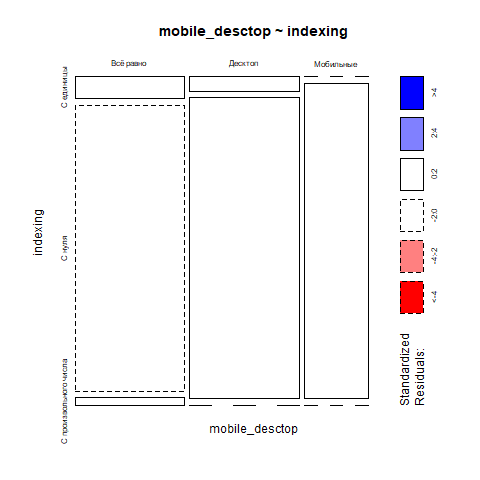 mobile_desctop ~ indexing
Всё равно
Десктоп
Мобильные
С единицы
С нуля
С произвольного числа
indexing
mobile_desctop
Standardized
Residuals:
<-4
-4:-2
-2:0
0:2
2:4
>4